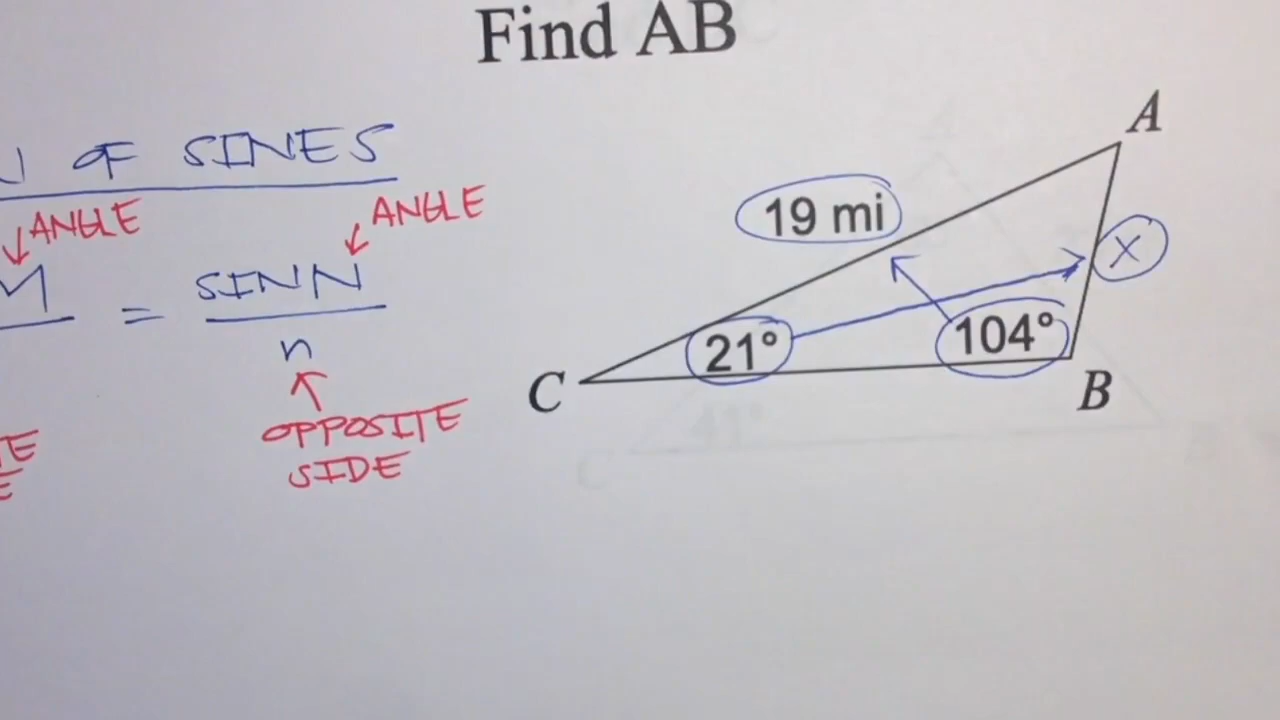 Find AB
OF SINES
ANGLE
ANGLE
M = SIN N
n
OPPOSITE
SIDE
A
19 mi
x
21°
104°
C
B